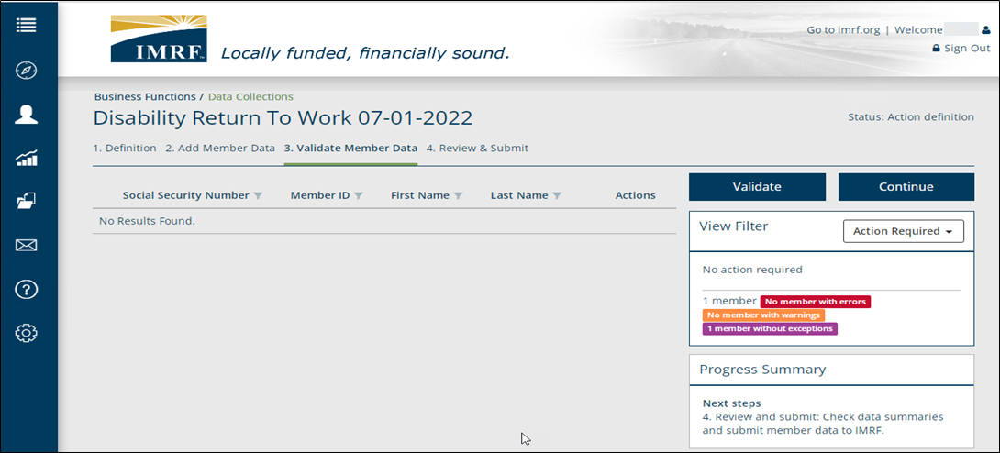 IMRF
Locally funded, financially sound.
Go to imrf.org | Welcome
Sign Out
Business Functions / Data Collections
Disability Return To Work 07-01-2022
Status: Action definition
1. Definition 2. Add Member Data 3. Validate Member Data 4. Review & Submit
Social Security Number Member ID First Name Last Name Actions
No Results Found.
Validate Continue
View Filter Action Required
No action required
1 member No member with errors
No member with warnings
1 member without exceptions
Progress Summary
Next steps
4. Review and submit: Check data summaries
and submit member data to IMRF.